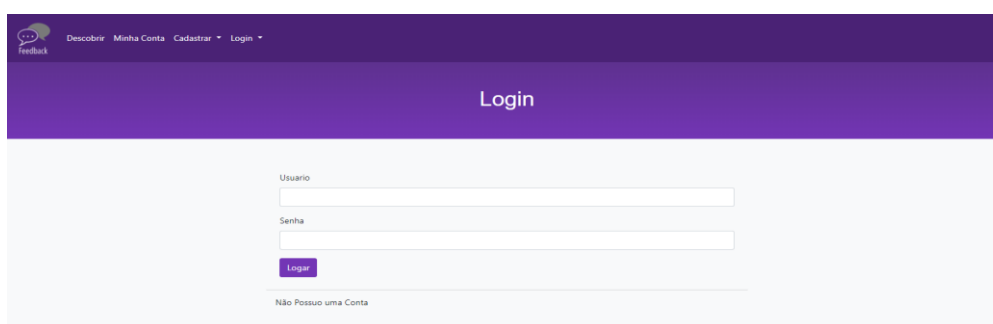 Feedback
Descobrir Minha Conta Cadastrar Login
Login
Usuario
Senha
Logar
Não Possuo uma Conta